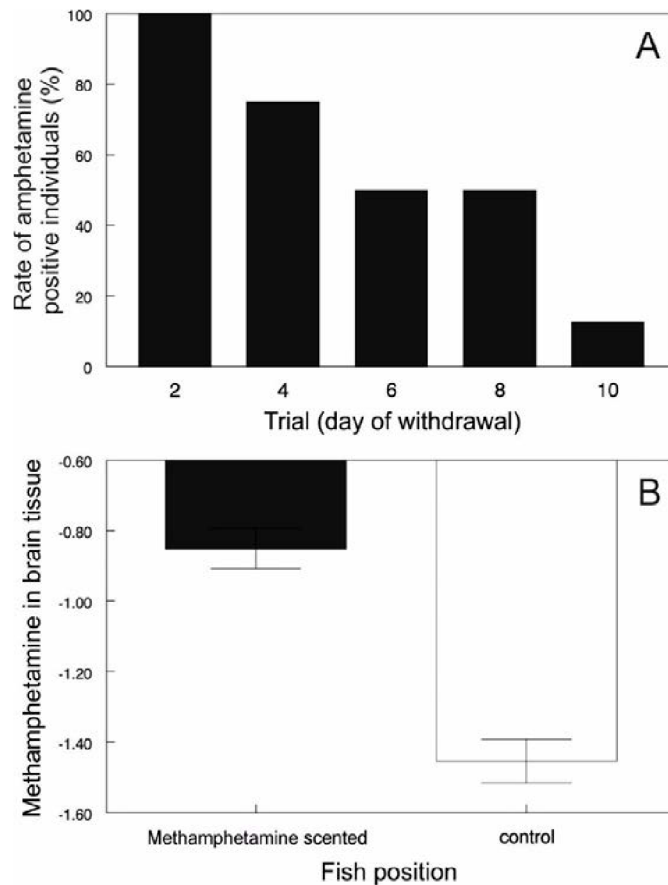 A
Rate of amphetamine
positive individuals (%)
100
80
60
40
20
0
2 4 6 8 10
Trial (day of withdrawal)
B
Methamphetamine in brain tissue
-0.60
-0.80
-1.00
-1.20
-1.40
-1.60
Methamphetamine scented control
Fish position